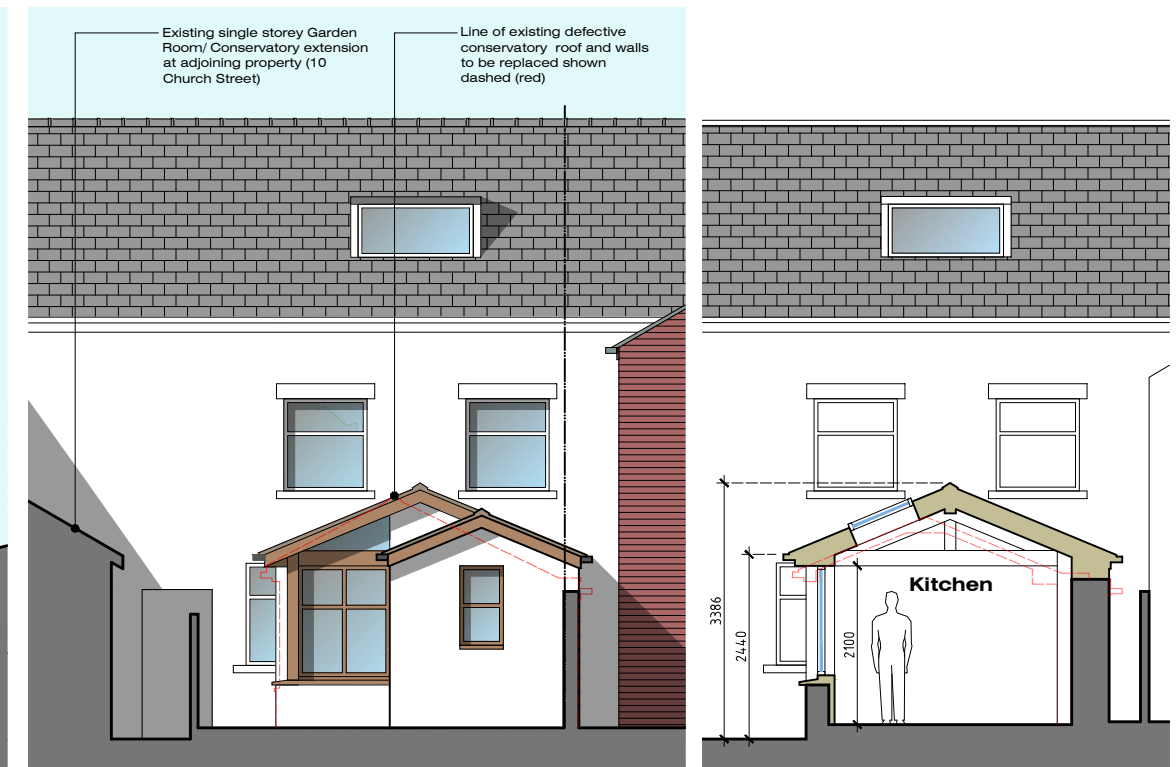 Existing single storey Garden
Room/ Conservatory extension
at adjoining property (10
Church Street)
Line of existing defective
conservatory roof and walls
to be replaced shown
dashed (red)
Kitchen
3386
2440
2100